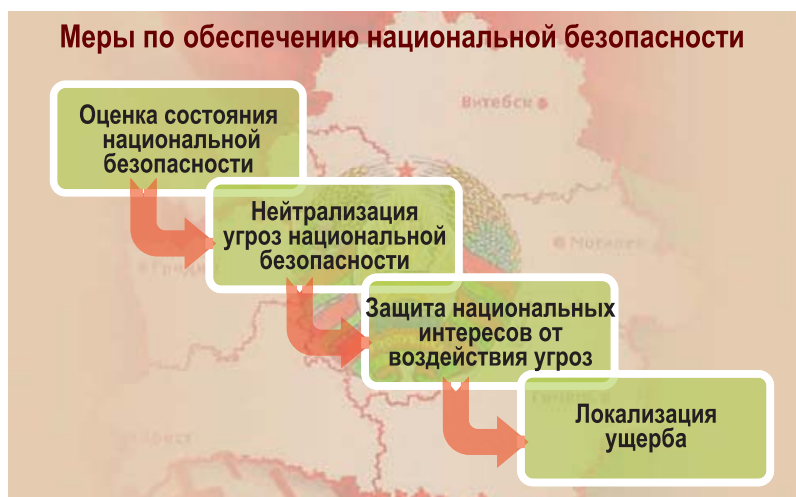 Меры по обеспечению национальной безопасности
Витебск
Оценка состояния
национальной
безопасности
Нейтрализация
угроз национальной
безопасности
Могилев
Защита национальных
интересов от
воздействия угроз
Локализация
ущерба